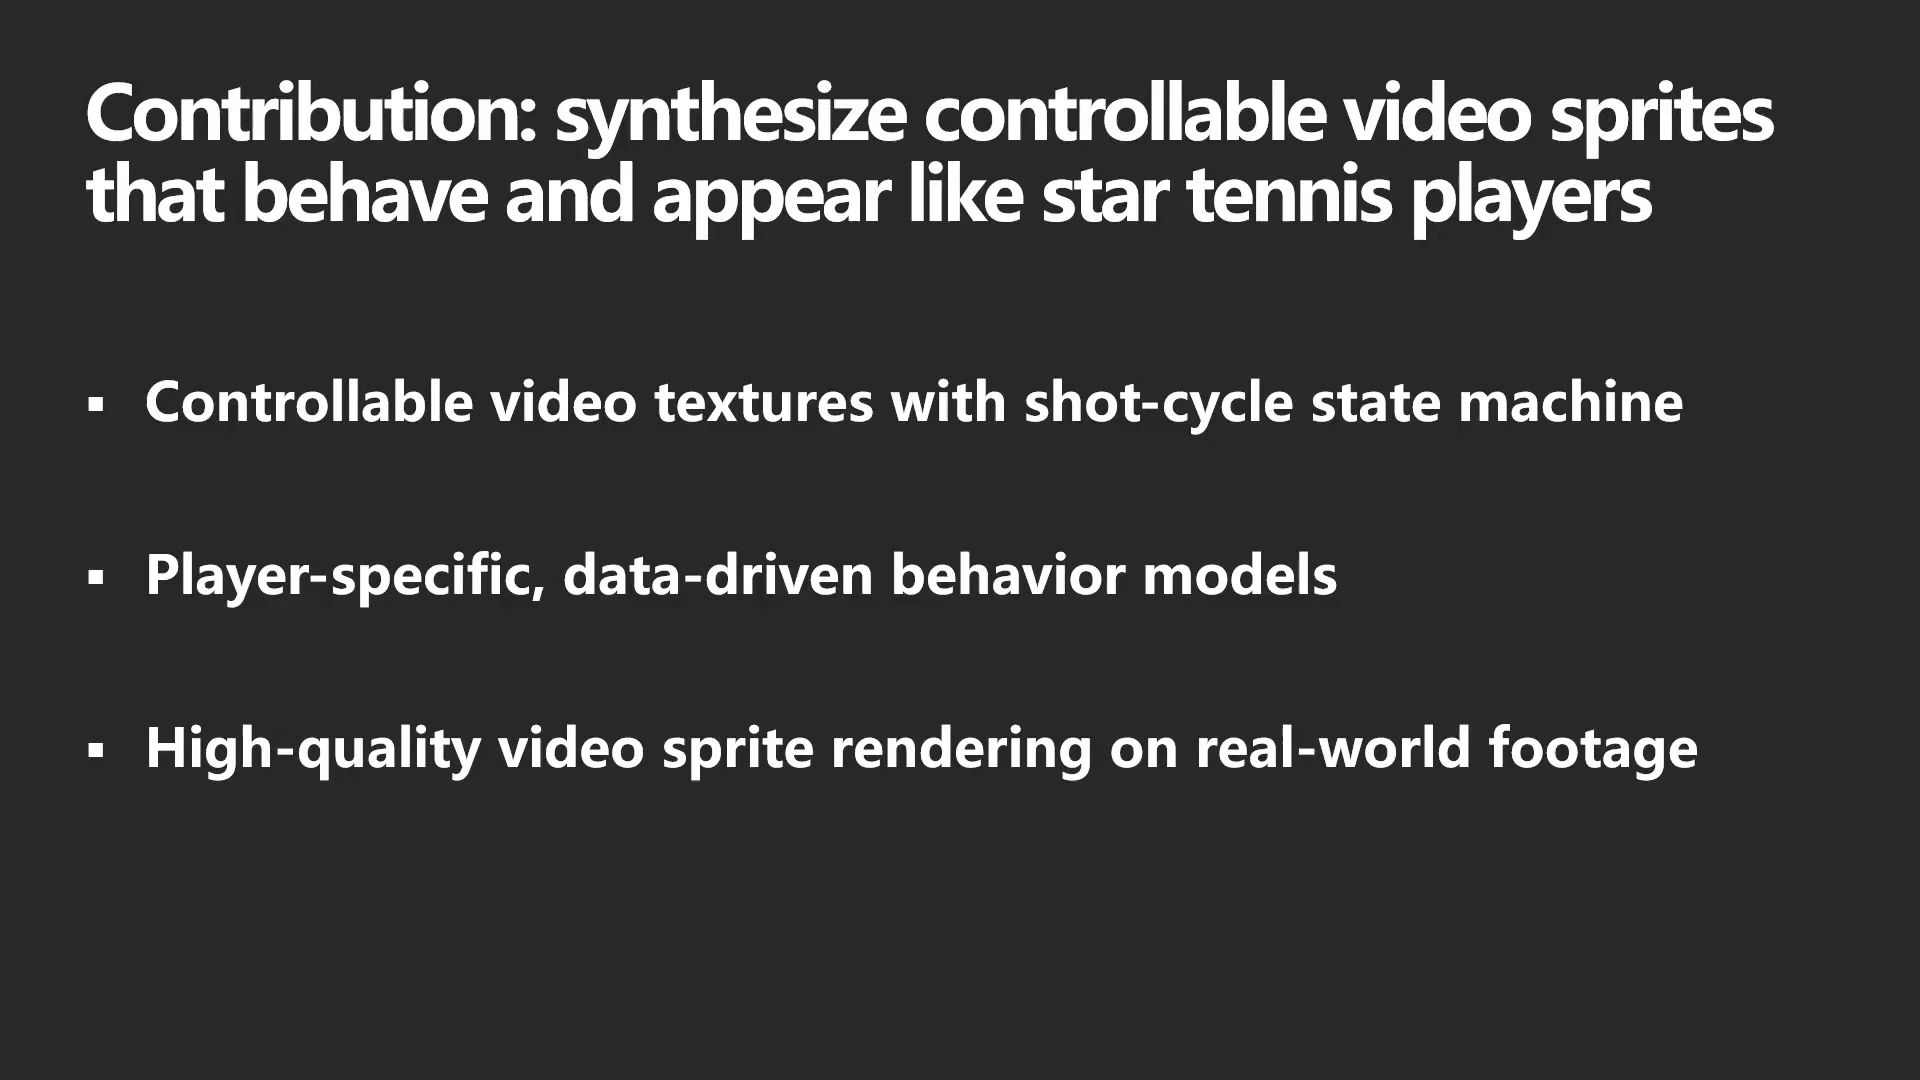 Contribution: synthesize controllable video sprites
that behave and appear like star tennis players
▪ Controllable video textures with shot-cycle state machine
▪ Player-specific, data-driven behavior models
▪ High-quality video sprite rendering on real-world footage